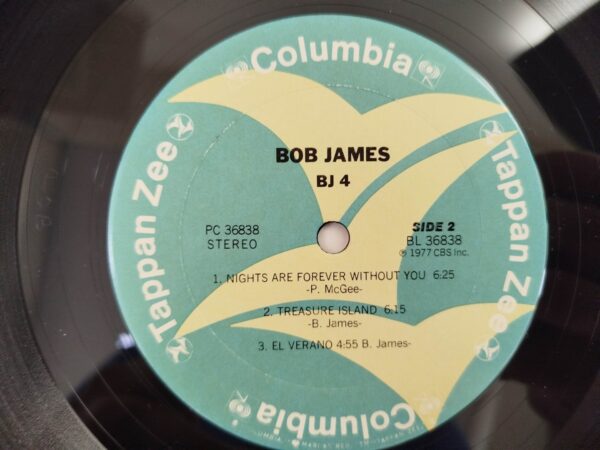 Columbia
Tappan Zee
Tappan Zee
BOB JAMES
BJ 4
PC 36838
STEREO
SIDE 2
BL 36838
℗ 1977 CBS Inc.
1. NIGHTS ARE FOREVER WITHOUT YOU 6:25
-P. McGee-
2. TREASURE ISLAND 6:15
-B. James-
3. EL VERANO 4:55 B. James-
Columbia